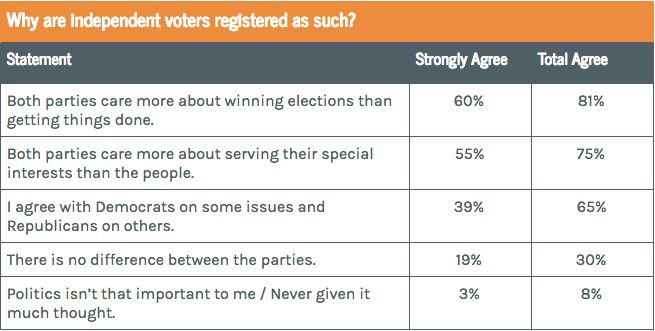 Why are Independent voters registered as such?
Statement Strongly Agree Total Agree
Both parties care more about winning elections than 60% 81%
getting things done.
Both parties care more about serving their special 55% 75%
interests than the people.
I agree with Democrats on some issues and 39% 65%
Republicans on others.
There is no difference between the parties. 19% 30%
Politics isn't that important to me / Never given it 3% 8%
much thought.